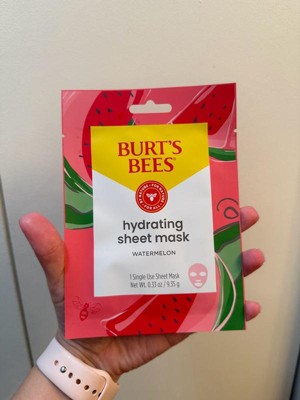 BURT'S
BEES®
hydrating
sheet mask
WATERMELON
1 Single Use Sheet Mask
Net Wt. 0.33 oz / 9.35 g